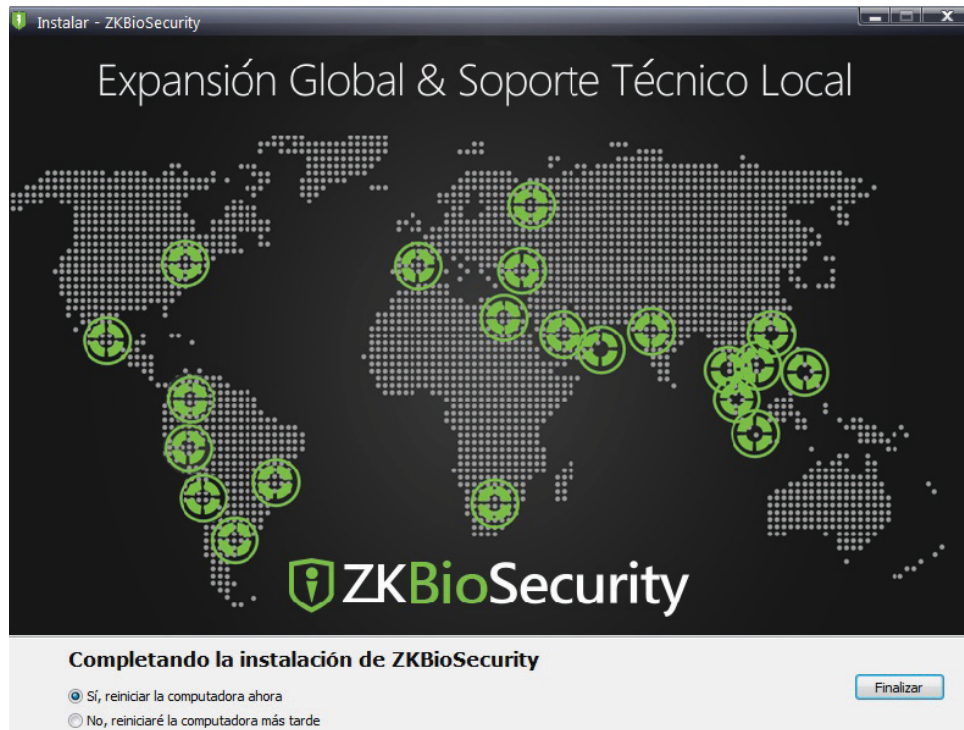 Instalar - ZKBioSecurity
Expansión Global & Soporte Técnico Local
ZKBioSecurity
Completando la instalación de ZKBioSecurity
Sí, reiniciar la computadora ahora
Finalizar
No, reiniciaré la computadora más tarde